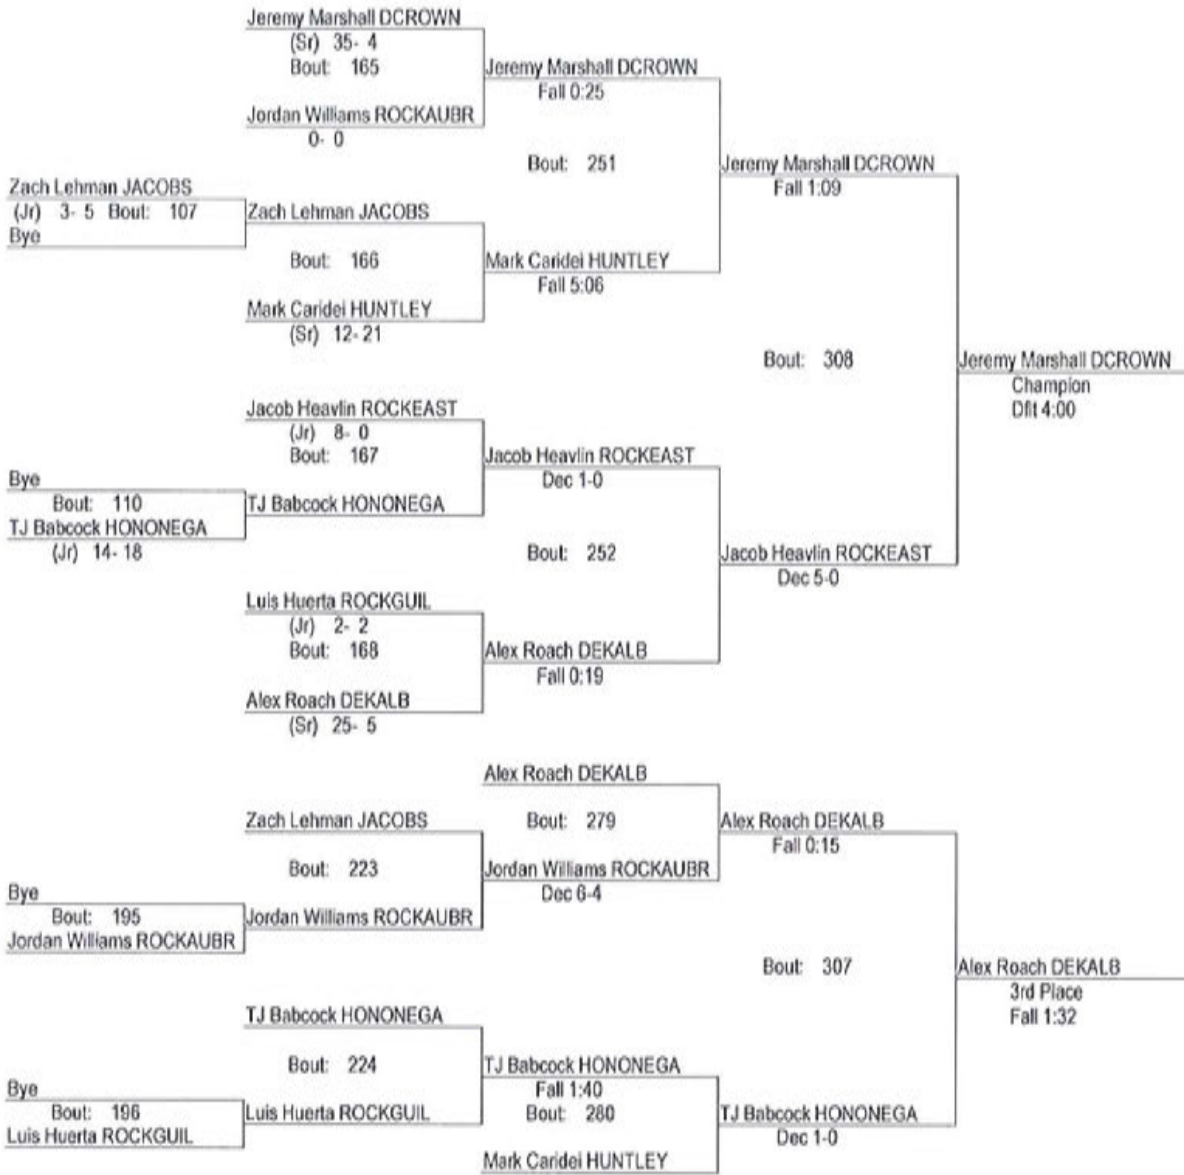 Jeremy Marshall DCROWN
(Sr) 35- 4
Bout: 165
Jeremy Marshall DCROWN
Fall 0:25
Jordan Williams ROCKAUBR
0- 0
Bout: 251
Jeremy Marshall DCROWN
Fall 1:09
Zach Lehman JACOBS
(Jr) 3- 5 Bout: 107
Bye
Zach Lehman JACOBS
Bout: 166
Mark Caridei HUNTLEY
Fall 5:06
Mark Caridei HUNTLEY
(Sr) 12- 21
Bout: 308
Jeremy Marshall DCROWN
Champion
Dflt 4:00
Jacob Heavlin ROCKEAST
(Jr) 8- 0
Bout: 167
Jacob Heavlin ROCKEAST
Dec 1-0
Bye
Bout: 110
TJ Babcock HONONEGA
TJ Babcock HONONEGA
(Jr) 14- 18
Bout: 252
Jacob Heavlin ROCKEAST
Dec 5-0
Luis Huerta ROCKGUIL
(Jr) 2- 2
Bout: 168
Alex Roach DEKALB
Fall 0:19
Alex Roach DEKALB
(Sr) 25- 5
Alex Roach DEKALB
Zach Lehman JACOBS
Bout: 279
Alex Roach DEKALB
Fall 0:15
Bout: 223
Jordan Williams ROCKAUBR
Dec 6-4
Bye
Bout: 195
Jordan Williams ROCKAUBR
Jordan Williams ROCKAUBR
Bout: 307
Alex Roach DEKALB
3rd Place
Fall 1:32
TJ Babcock HONONEGA
Bout: 224
TJ Babcock HONONEGA
Fall 1:40
Bye
Bout: 196
Luis Huerta ROCKGUIL
Luis Huerta ROCKGUIL
Bout: 280
TJ Babcock HONONEGA
Dec 1-0
Mark Caridei HUNTLEY